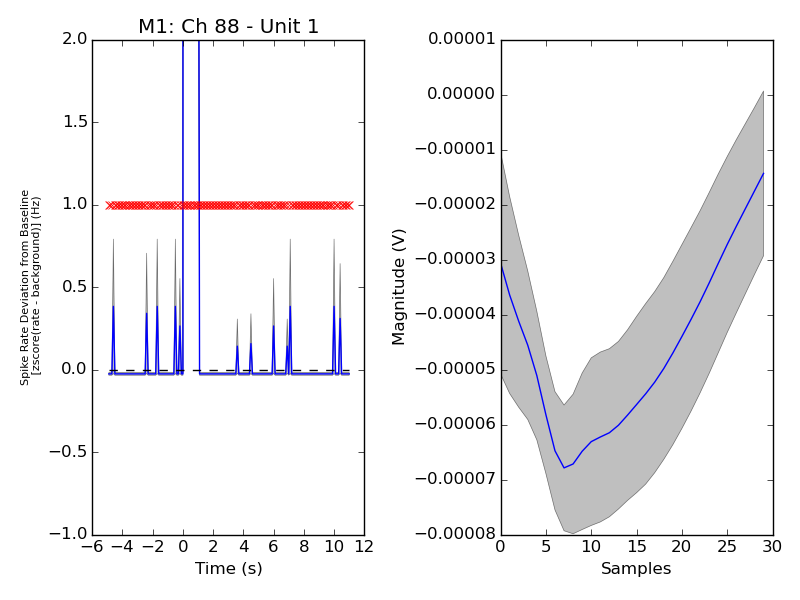 M1: Ch 88 - Unit 1
2.0
1.5
1.0
0.5
0.0
−0.5
−1.0
Spike Rate Deviation from Baseline
[zscore(rate - background)] (Hz)
−6 −4 −2 0 2 4 6 8 10 12
Time (s)
0.00001
0.00000
−0.00001
−0.00002
−0.00003
−0.00004
−0.00005
−0.00006
−0.00007
−0.00008
Magnitude (V)
0 5 10 15 20 25 30
Samples